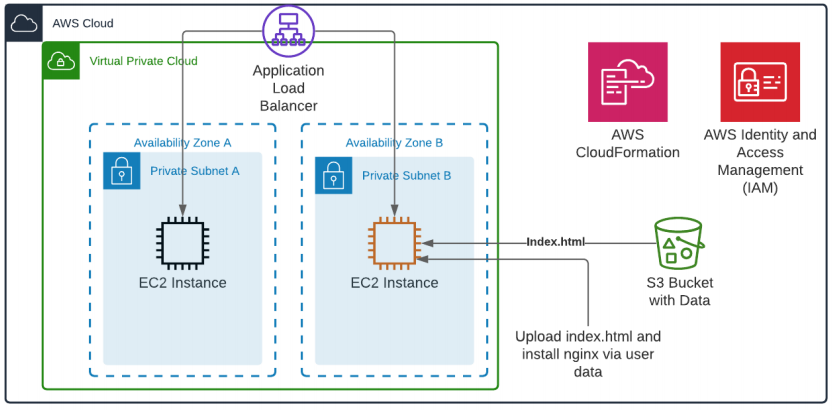 AWS Cloud
Virtual Private Cloud
Application
Load
Balancer
Availability Zone A
Private Subnet A
EC2 Instance
Availability Zone B
Private Subnet B
EC2 Instance
AWS
CloudFormation
AWS Identity and
Access
Management
(IAM)
Index.html
S3 Bucket
with Data
Upload index.html and
install nginx via user
data